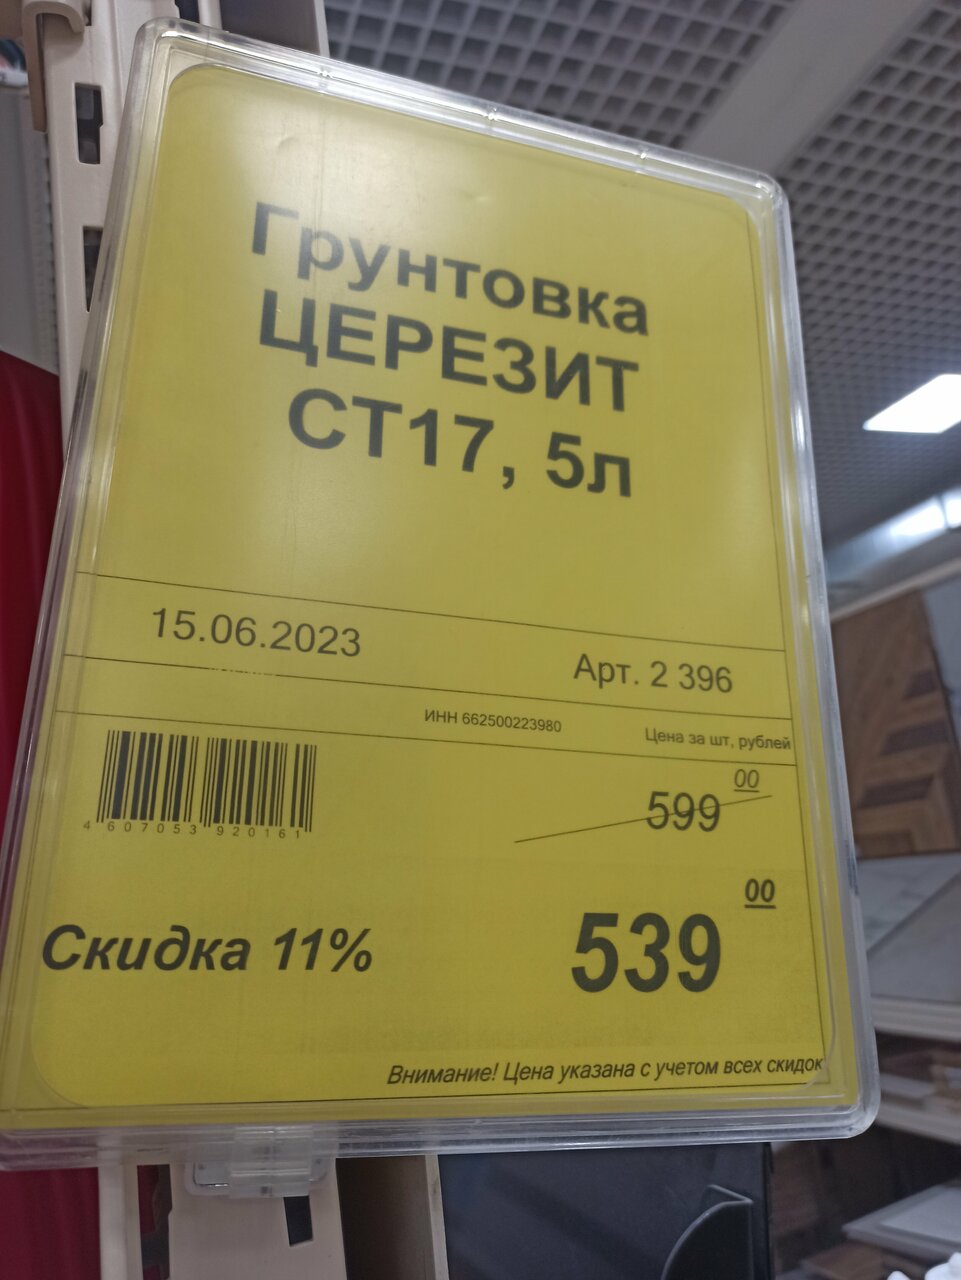 Грунтовка
ЦЕРЕЗИТ
СТ17, 5л
15.06.2023
Арт. 2 396
ИНН 662500223980
Цена за шт, рублей
599 00
4 607053 920161
Скидка 11%
539 00
Внимание! Цена указана с учетом всех скидок